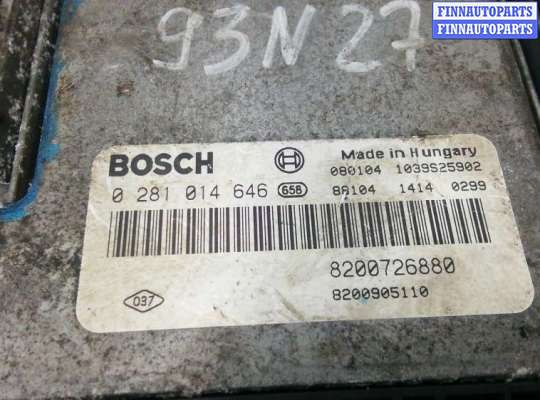 FINNAUTOPARTS
FINNAUTOPARTS
93N27
BOSCH
Made in Hungary
080104 1039S25902
0 281 014 646 658
88104 1414 0299
8200726880
8200905110
037